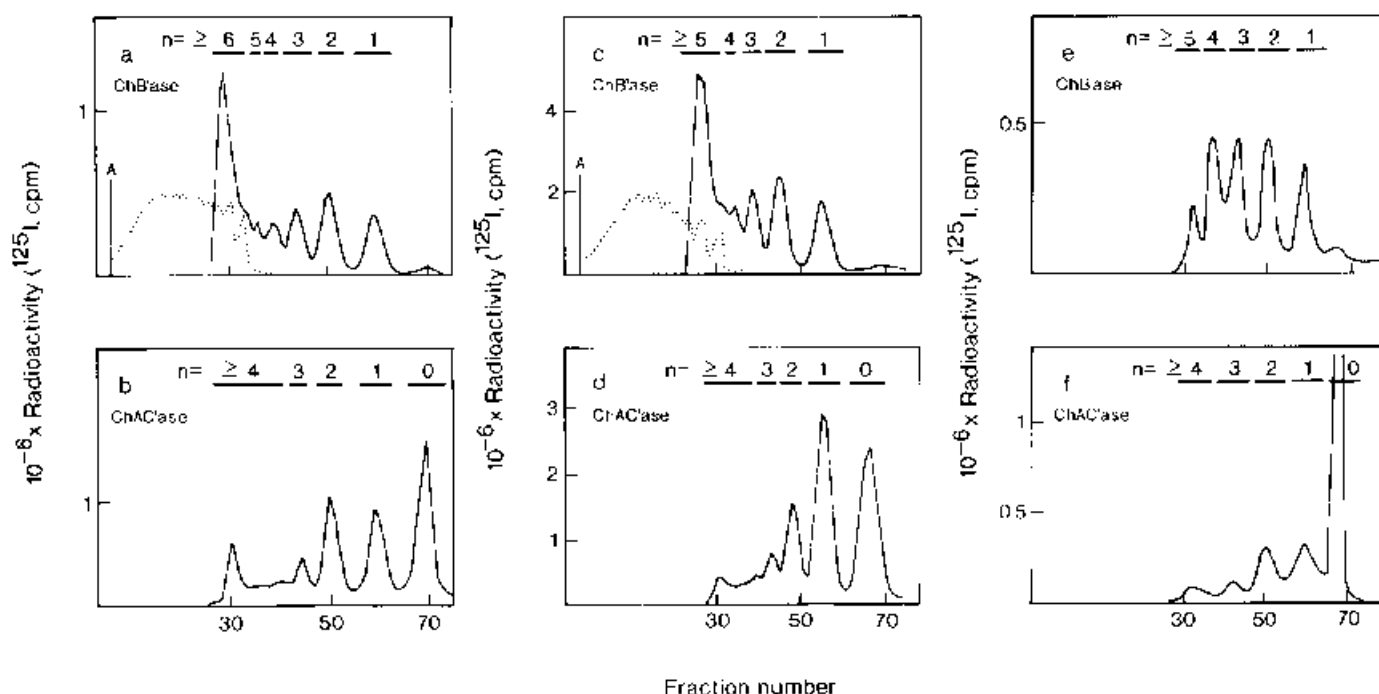 a
n= ≥ 6 5 4 3 2 1
ChB'ase
1
A
c
n= ≥ 5 4 3 2 1
ChB'ase
4
2
A
e
n= ≥ 5 4 3 2 1
ChBase
0.5
b
n= ≥ 4 3 2 1 0
ChAC'ase
1
30 50 70
d
n= ≥ 4 3 2 1 0
ChAC'ase
3
2
1
30 50 70
f
n= ≥ 4 3 2 1 0
ChAC'ase
1
0.5
30 50 70
10⁻⁶ x Radioactivity (¹²⁵I, cpm)
10⁻⁶ x Radioactivity (¹²⁵I, cpm)
10⁻⁶ x Radioactivity (¹²⁵I, cpm)
Fraction number